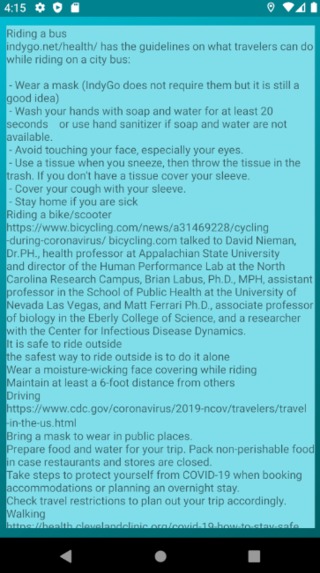 4:15
Riding a bus
indygo.net/health/ has the guidelines on what travelers can do
while riding on a city bus:
- Wear a mask (IndyGo does not require them but it is still a
good idea)
- Wash your hands with soap and water for at least 20
seconds or use hand sanitizer if soap and water are not
available.
- Avoid touching your face, especially your eyes.
- Use a tissue when you sneeze, then throw the tissue in the
trash. If you don't have a tissue cover your sleeve.
- Cover your cough with your sleeve.
- Stay home if you are sick
Riding a bike/scooter
https://www.bicycling.com/news/a31469228/cycling
-during-coronavirus/ bicycling.com talked to David Nieman,
Dr.PH., health professor at Appalachian State University
and director of the Human Performance Lab at the North
Carolina Research Campus, Brian Labus, Ph.D., MPH, assistant
professor in the School of Public Health at the University of
Nevada Las Vegas, and Matt Ferrari Ph.D., associate professor
of biology in the Eberly College of Science, and a researcher
with the Center for Infectious Disease Dynamics.
It is safe to ride outside
the safest way to ride outside is to do it alone
Wear a moisture-wicking face covering while riding
Maintain at least a 6-foot distance from others
Driving
https://www.cdc.gov/coronavirus/2019-ncov/travelers/travel
-in-the-us.html
Bring a mask to wear in public places.
Prepare food and water for your trip. Pack non-perishable food
in case restaurants and stores are closed.
Take steps to protect yourself from COVID-19 when booking
accommodations or planning an overnight stay.
Check travel restrictions to plan out your trip accordingly.
Walking
https://health.clevelandclinic.org/covid-19-how-to-stay-safe